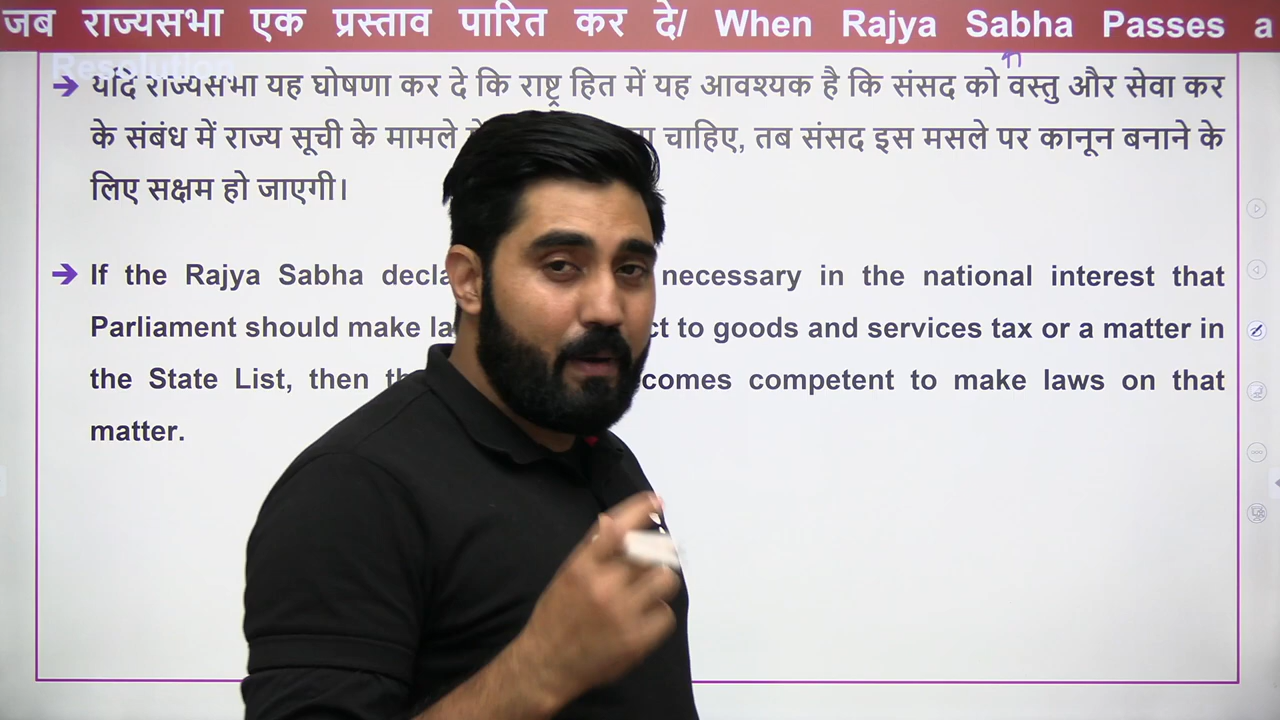 जब राज्यसभा एक प्रस्ताव पारित कर दे/ When Rajya Sabha Passes a
Resolution
यदि राज्यसभा यह घोषणा कर दे कि राष्ट्र हित में यह आवश्यक है कि संसद को वस्तु और सेवा कर
के संबंध में राज्य सूची के मामले चाहिए, तब संसद इस मसले पर कानून बनाने के
लिए सक्षम हो जाएगी।
If the Rajya Sabha necessary in the national interest that
Parliament should make to goods and services tax or a matter in
the State List, then competent to make laws on that
matter.